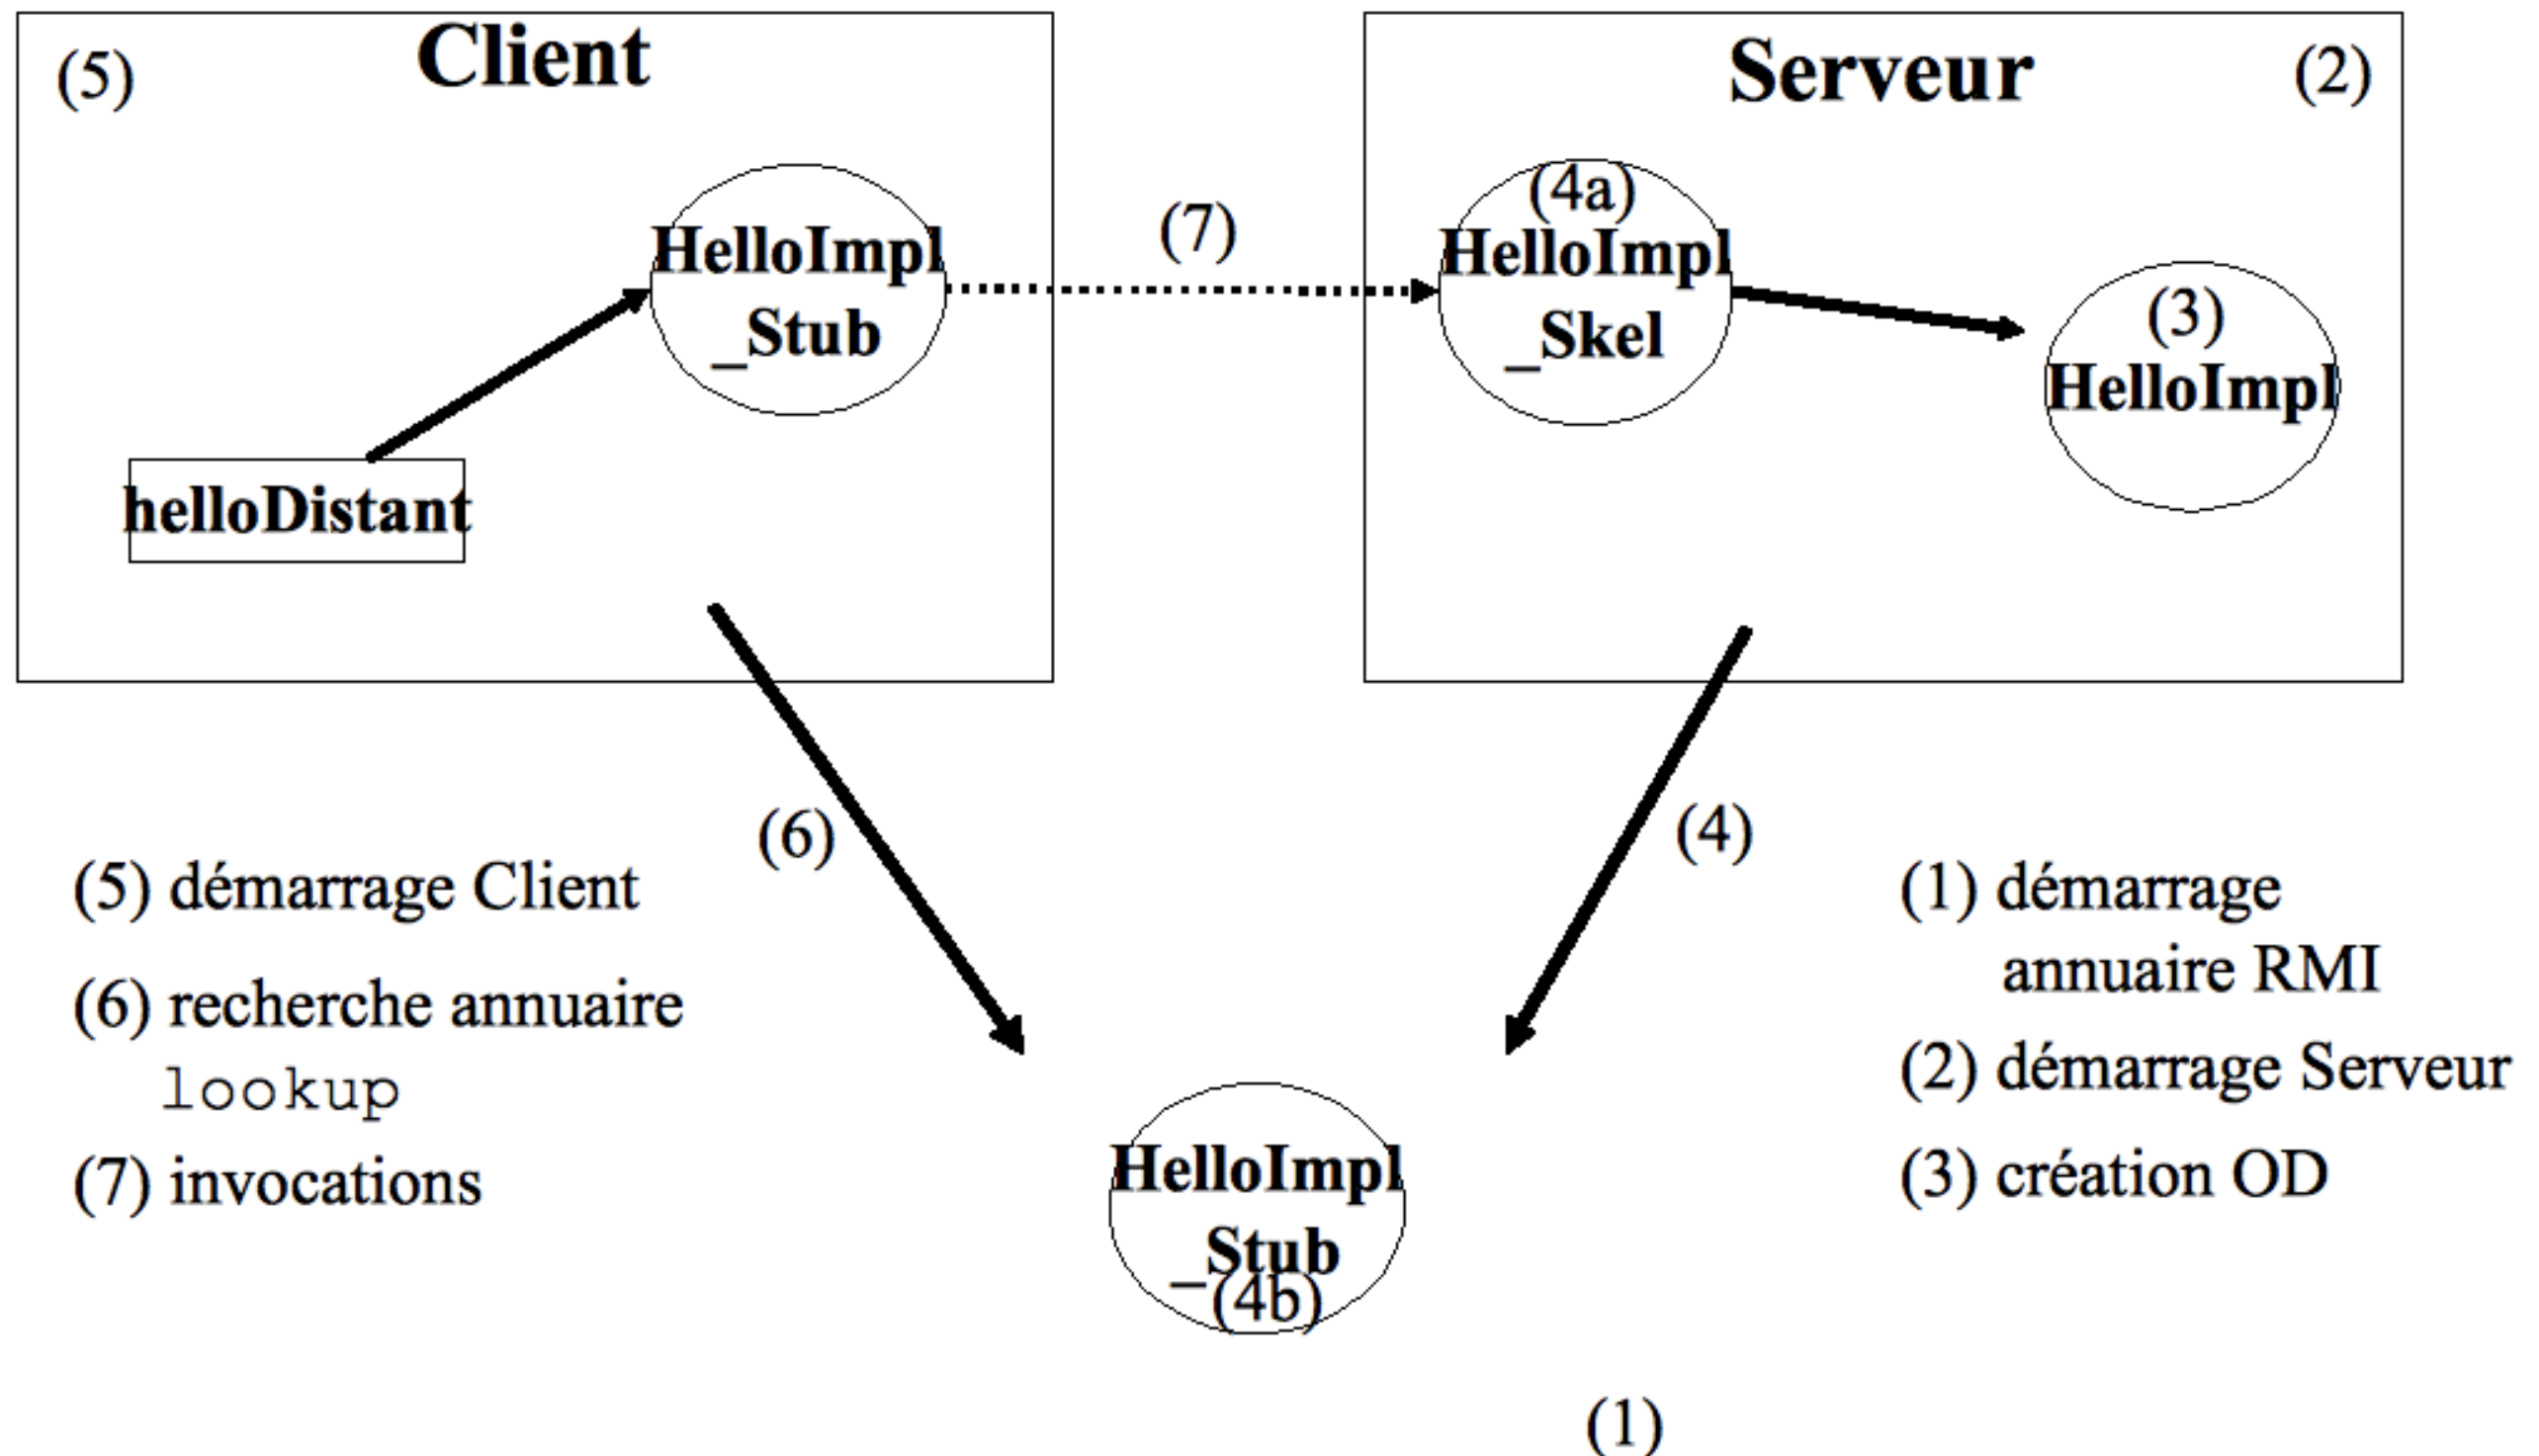 (5)
Client
Serveur
(2)
HelloImpl
_Stub
(7)
(4a)
HelloImpl
_Skel
(3)
HelloImpl
helloDistant
(6)
(4)
(5) démarrage Client
(6) recherche annuaire
lookup
(7) invocations
(1) démarrage
annuaire RMI
(2) démarrage Serveur
(3) création OD
HelloImpl
_Stub
(4b)
(1)